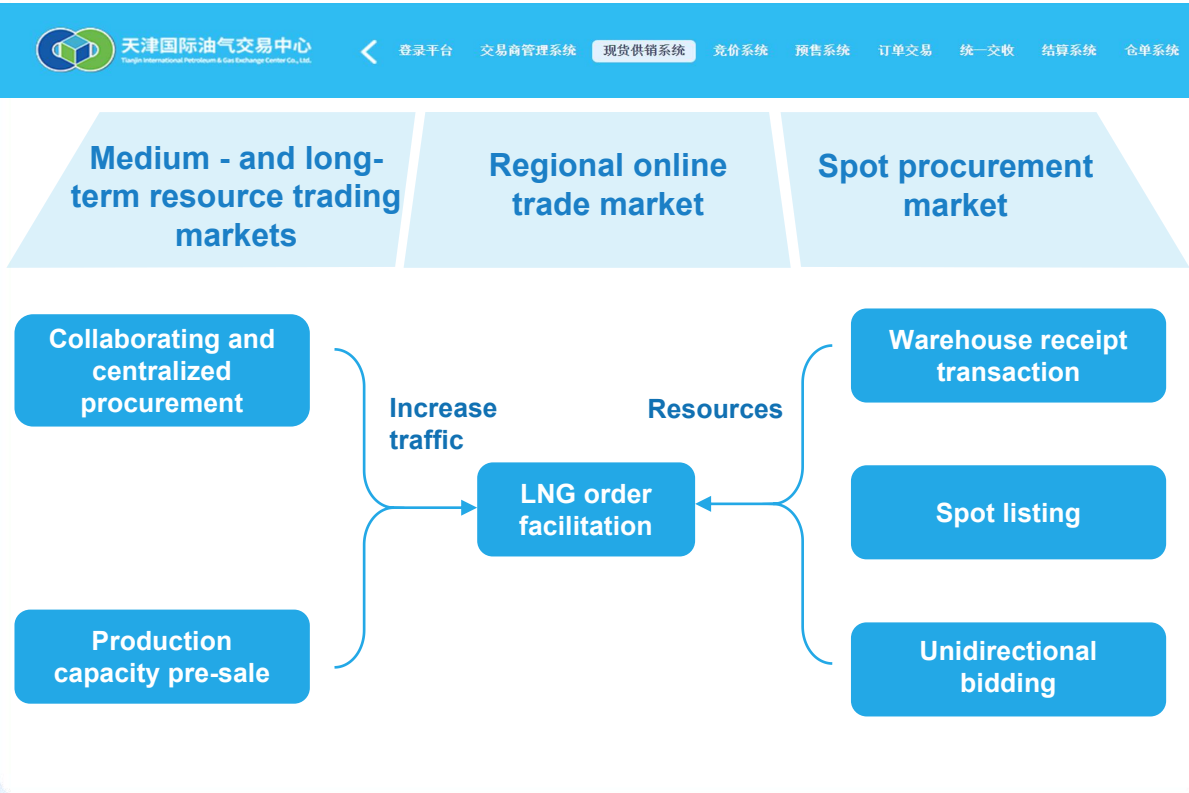 天津国际油气交易中心
Tianjin International Petroleum & Gas Exchange Center Co., Ltd.
登录平台 交易商管理系统 现货供销系统 竞价系统 预售系统 订单交易 统一交收 结算系统 仓单系统
Medium - and long-
term resource trading
markets
Regional online
trade market
Spot procurement
market
Collaborating and
centralized
procurement
Increase
traffic
Resources
Warehouse receipt
transaction
LNG order
facilitation
Spot listing
Production
capacity pre-sale
Unidirectional
bidding